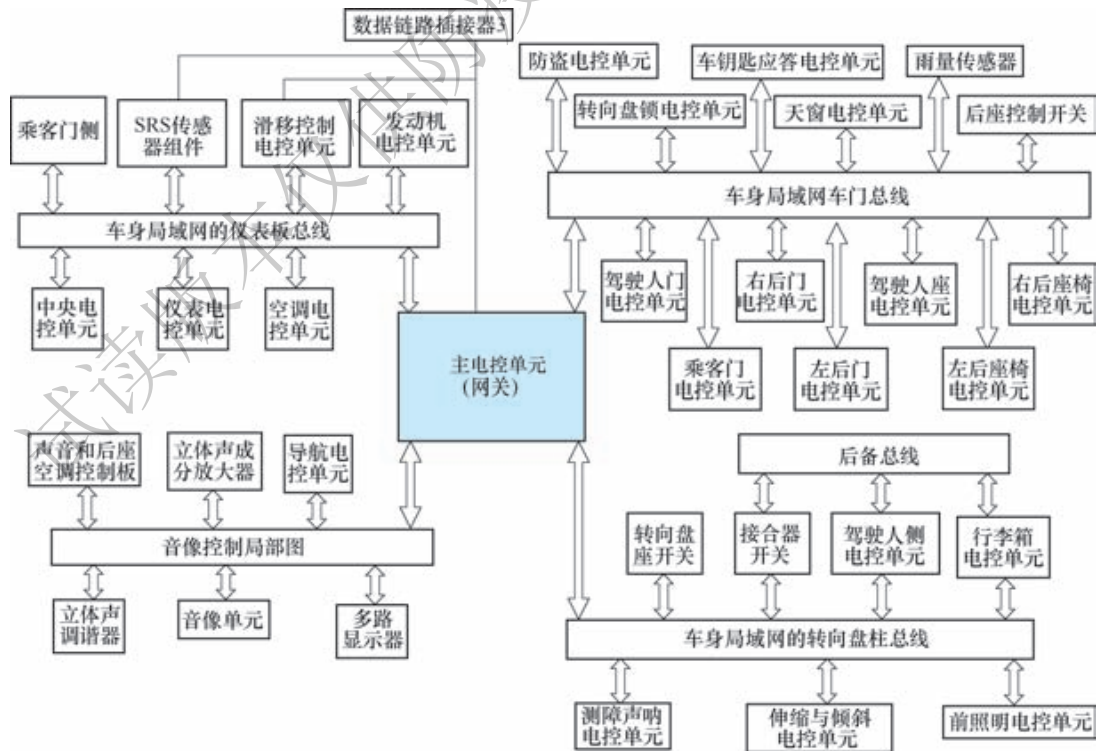 数据链路插接器3
乘客门侧
SRS传感
器组件
滑移控制
电控单元
发动机
电控单元
车身局域网的仪表板总线
中央电
控单元
仪表电
控单元
空调电
控单元
防盗电控单元
车钥匙应答电控单元
雨量传感器
转向盘锁电控单元
天窗电控单元
后座控制开关
车身局域网车门总线
驾驶人门
电控单元
右后门
电控单元
驾驶人座
电控单元
右后座椅
电控单元
乘客门
电控单元
左后门
电控单元
左后座椅
电控单元
主电控单元
(网关)
声音和后座
空调控制板
立体声成
分放大器
导航电
控单元
音像控制局部图
立体声
调谐器
音像单元
多路
显示器
后备总线
转向盘
座开关
接合器
开关
驾驶人侧
电控单元
行李箱
电控单元
车身局域网的转向盘柱总线
测障声呐
电控单元
伸缩与倾斜
电控单元
前照明电控单元
试读版本仅供防疫